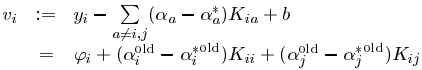 v_i := y_i − ∑_{a≠i,j} (α_a − α_a^*) K_{ia} + b
= φ_i + (α_i^{old} − α_i^{*old}) K_{ii} + (α_j^{old} − α_j^{*old}) K_{ij}